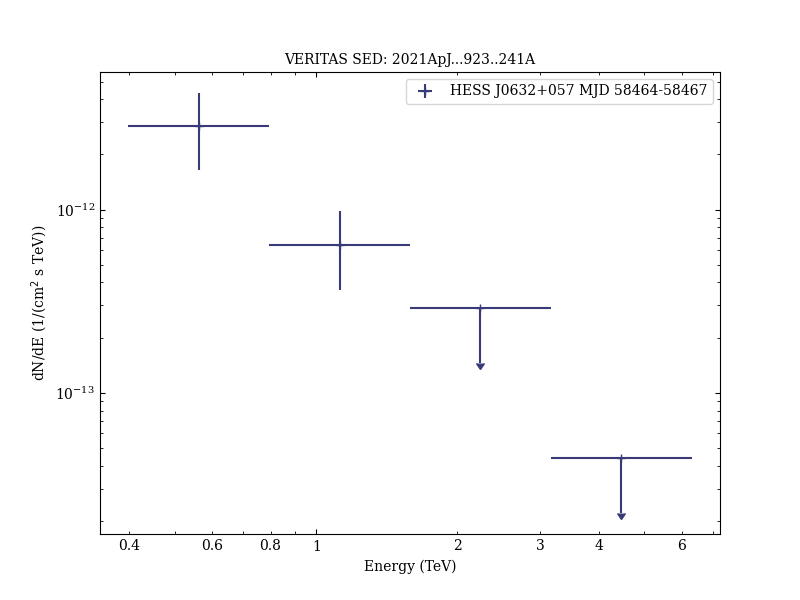 VERITAS SED: 2021ApJ...923..241A
HESS J0632+057 MJD 58464-58467
10⁻¹²
10⁻¹³
dN/dE (1/(cm² s TeV))
0.4 0.6 0.8 1 2 3 4 6
Energy (TeV)